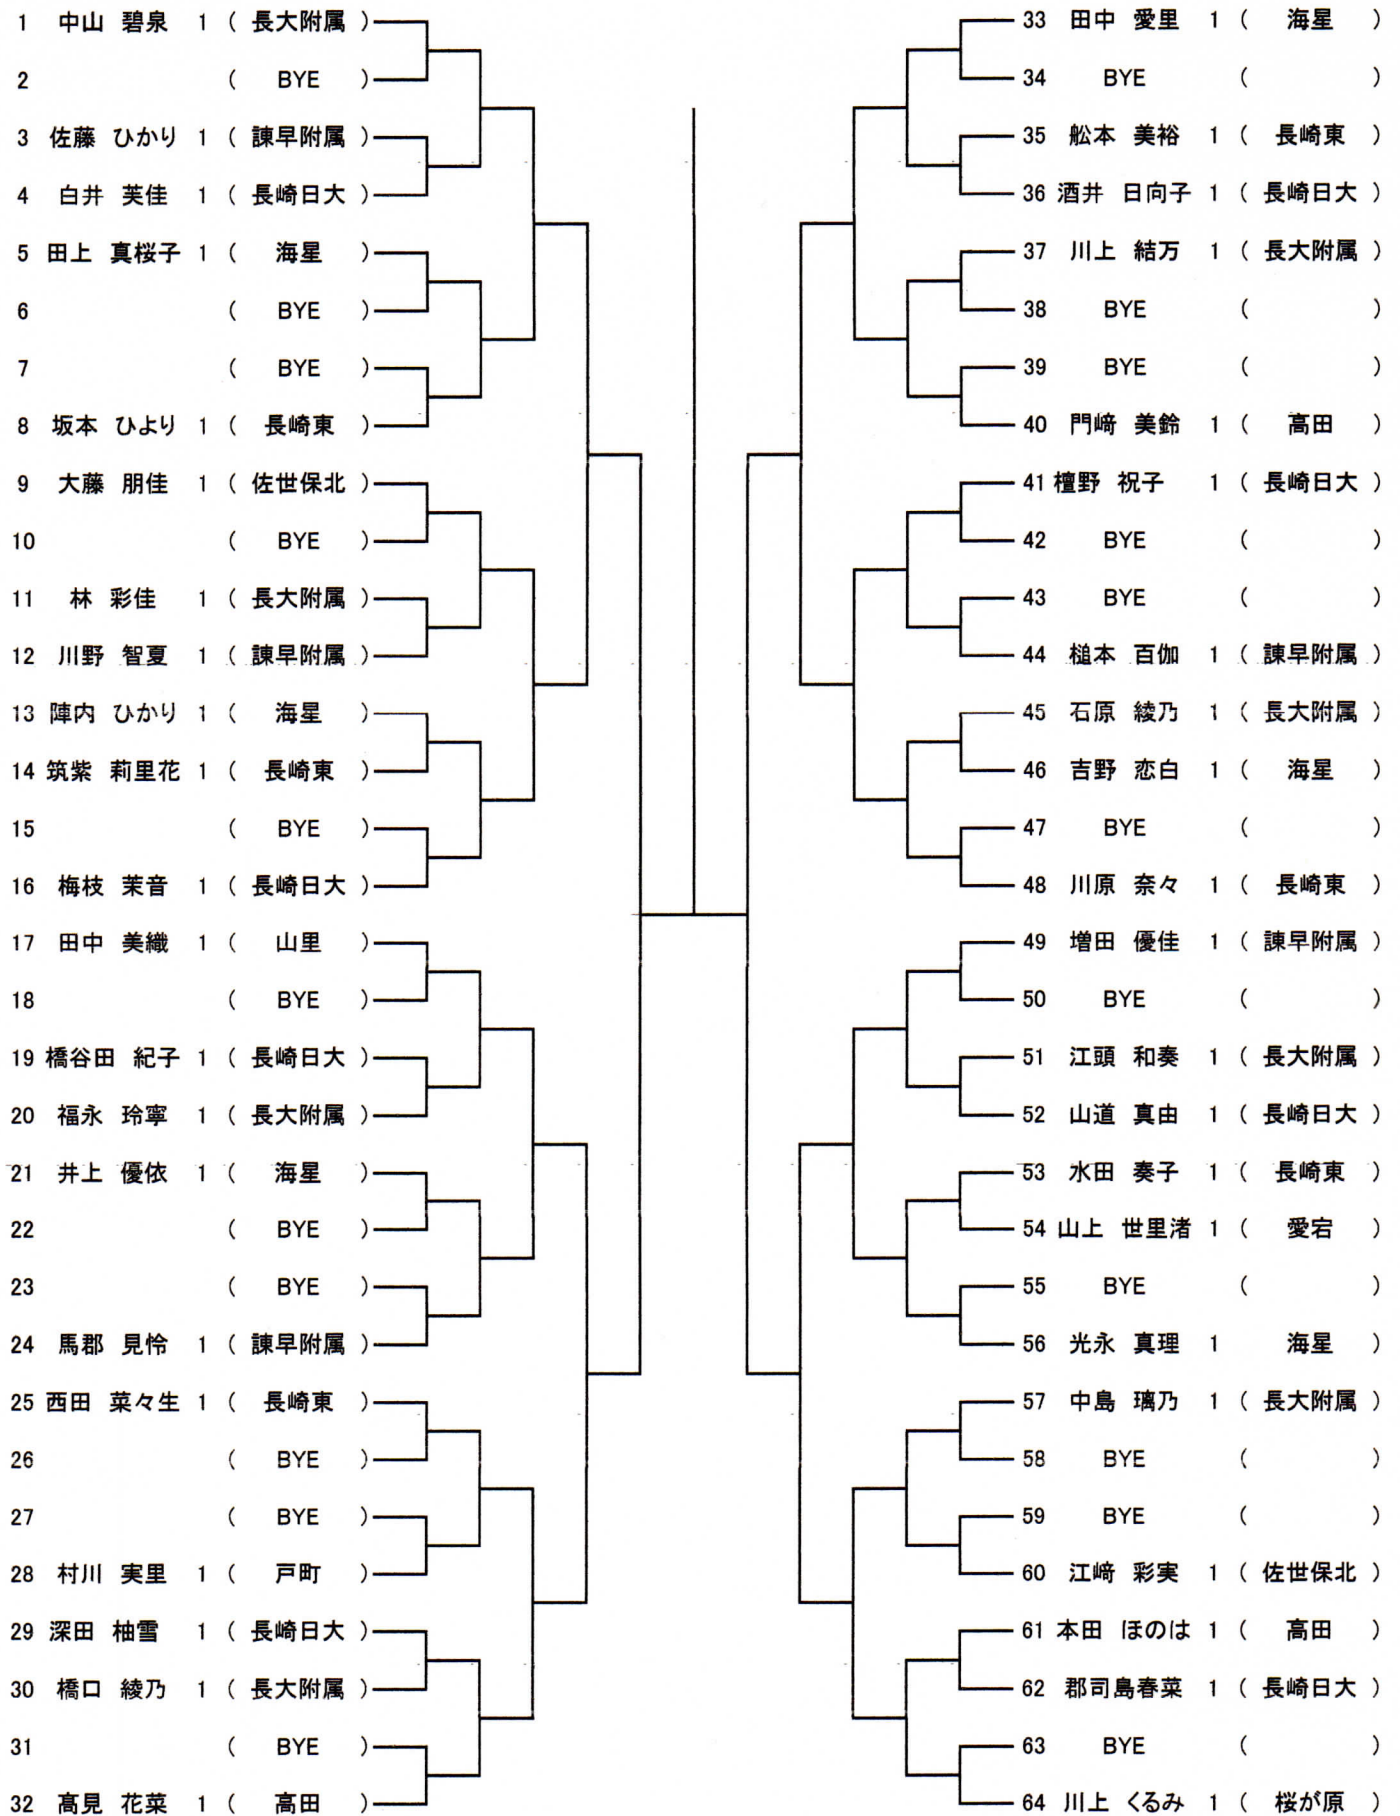 1 中山 碧泉 1 ( 長大附属 )
2 ( BYE )
3 佐藤 ひかり 1 ( 諫早附属 )
4 白井 芙佳 1 ( 長崎日大 )
5 田上 真桜子 1 ( 海星 )
6 ( BYE )
7 ( BYE )
8 坂本 ひより 1 ( 長崎東 )
9 大藤 朋佳 1 ( 佐世保北 )
10 ( BYE )
11 林 彩佳 1 ( 長大附属 )
12 川野 智夏 1 ( 諫早附属 )
13 陣内 ひかり 1 ( 海星 )
14 筑紫 莉里花 1 ( 長崎東 )
15 ( BYE )
16 梅枝 茉音 1 ( 長崎日大 )
17 田中 美織 1 ( 山里 )
18 ( BYE )
19 橋谷田 紀子 1 ( 長崎日大 )
20 福永 玲寧 1 ( 長大附属 )
21 井上 優依 1 ( 海星 )
22 ( BYE )
23 ( BYE )
24 馬郡 見怜 1 ( 諫早附属 )
25 西田 菜々生 1 ( 長崎東 )
26 ( BYE )
27 ( BYE )
28 村川 実里 1 ( 戸町 )
29 深田 柚雪 1 ( 長崎日大 )
30 橋口 綾乃 1 ( 長大附属 )
31 ( BYE )
32 髙見 花菜 1 ( 高田 )
33 田中 愛里 1 ( 海星 )
34 BYE ( )
35 舩本 美裕 1 ( 長崎東 )
36 酒井 日向子 1 ( 長崎日大 )
37 川上 結万 1 ( 長大附属 )
38 BYE ( )
39 BYE ( )
40 門﨑 美鈴 1 ( 高田 )
41 檀野 祝子 1 ( 長崎日大 )
42 BYE ( )
43 BYE ( )
44 槌本 百伽 1 ( 諫早附属 )
45 石原 綾乃 1 ( 長大附属 )
46 吉野 恋白 1 ( 海星 )
47 BYE ( )
48 川原 奈々 1 ( 長崎東 )
49 増田 優佳 1 ( 諫早附属 )
50 BYE ( )
51 江頭 和奏 1 ( 長大附属 )
52 山道 真由 1 ( 長崎日大 )
53 水田 奏子 1 ( 長崎東 )
54 山上 世里渚 1 ( 愛宕 )
55 BYE ( )
56 光永 真理 1 海星 )
57 中島 璃乃 1 ( 長大附属 )
58 BYE ( )
59 BYE ( )
60 江﨑 彩実 1 ( 佐世保北 )
61 本田 ほのは 1 ( 高田 )
62 郡司島春菜 1 ( 長崎日大 )
63 BYE ( )
64 川上 くるみ 1 ( 桜が原 )